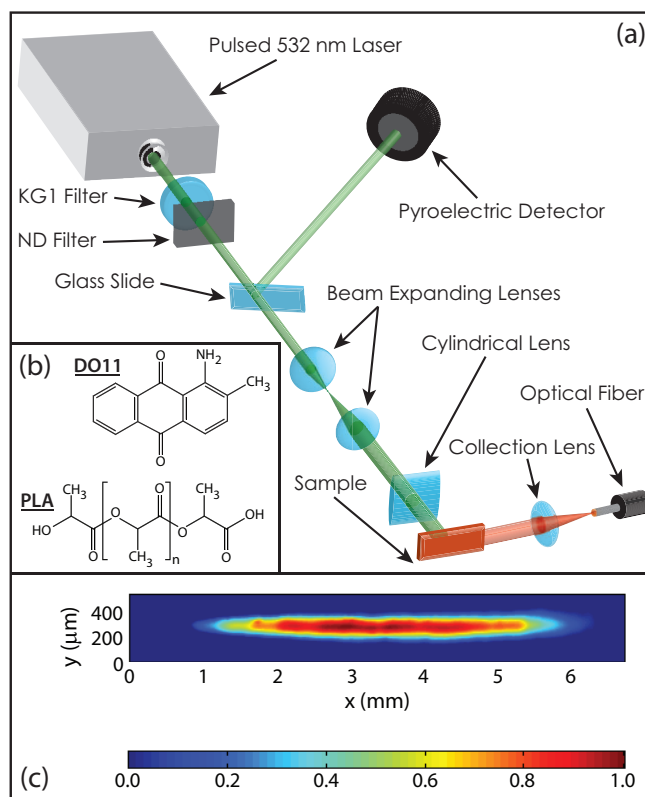 (a)
Pulsed 532 nm Laser
KG1 Filter
ND Filter
Pyroelectric Detector
Glass Slide
Beam Expanding Lenses
Cylindrical Lens
Optical Fiber
Collection Lens
Sample
(b)
DO11
O
NH2
CH3
O
PLA
CH3
O
CH3
HO
O
O
OH
O
CH3
n
O
400
200
0
y (μm)
0 1 2 3 4 5 6
x (mm)
(c)
0.0 0.2 0.4 0.6 0.8 1.0